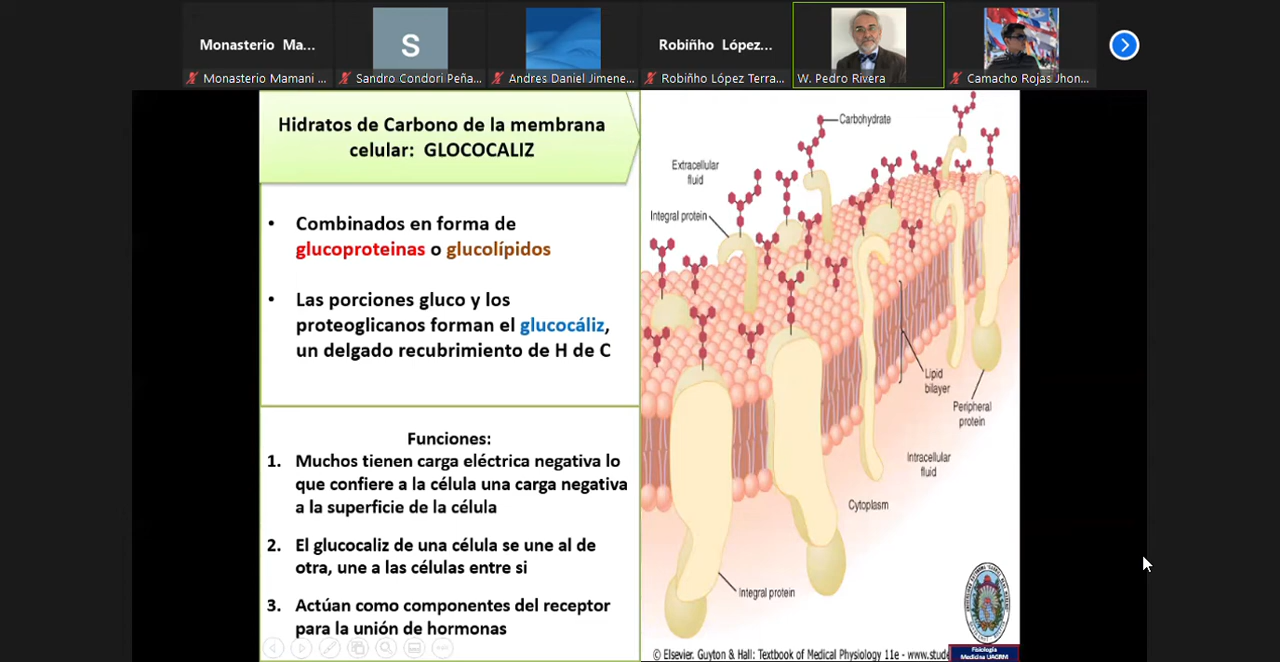 Monasterio Ma...
S
Robiñho López...
Monasterio Mamani ...
Sandro Condori Peña...
Andres Daniel Jimene...
Robiñho López Terra...
W. Pedro Rivera
Camacho Rojas Jhon...
Hidratos de Carbono de la membrana
celular: GLOCOCALIZ
• Combinados en forma de
glucoproteinas o glucolípidos
• Las porciones gluco y los
proteoglicanos forman el glucocáliz,
un delgado recubrimiento de H de C
Funciones:
1. Muchos tienen carga eléctrica negativa lo
que confiere a la célula una carga negativa
a la superficie de la célula
2. El glucocaliz de una célula se une al de
otra, une a las células entre si
3. Actúan como componentes del receptor
para la unión de hormonas
Carbohydrate
Extracellular
fluid
Integral protein
Lipid
bilayer
Peripheral
protein
Intracellular
fluid
Cytoplasm
Integral protein
© Elsevier. Guyton & Hall: Textbook of Medical Physiology 11e - www.stude
Fisiología
Medicina UAGRM